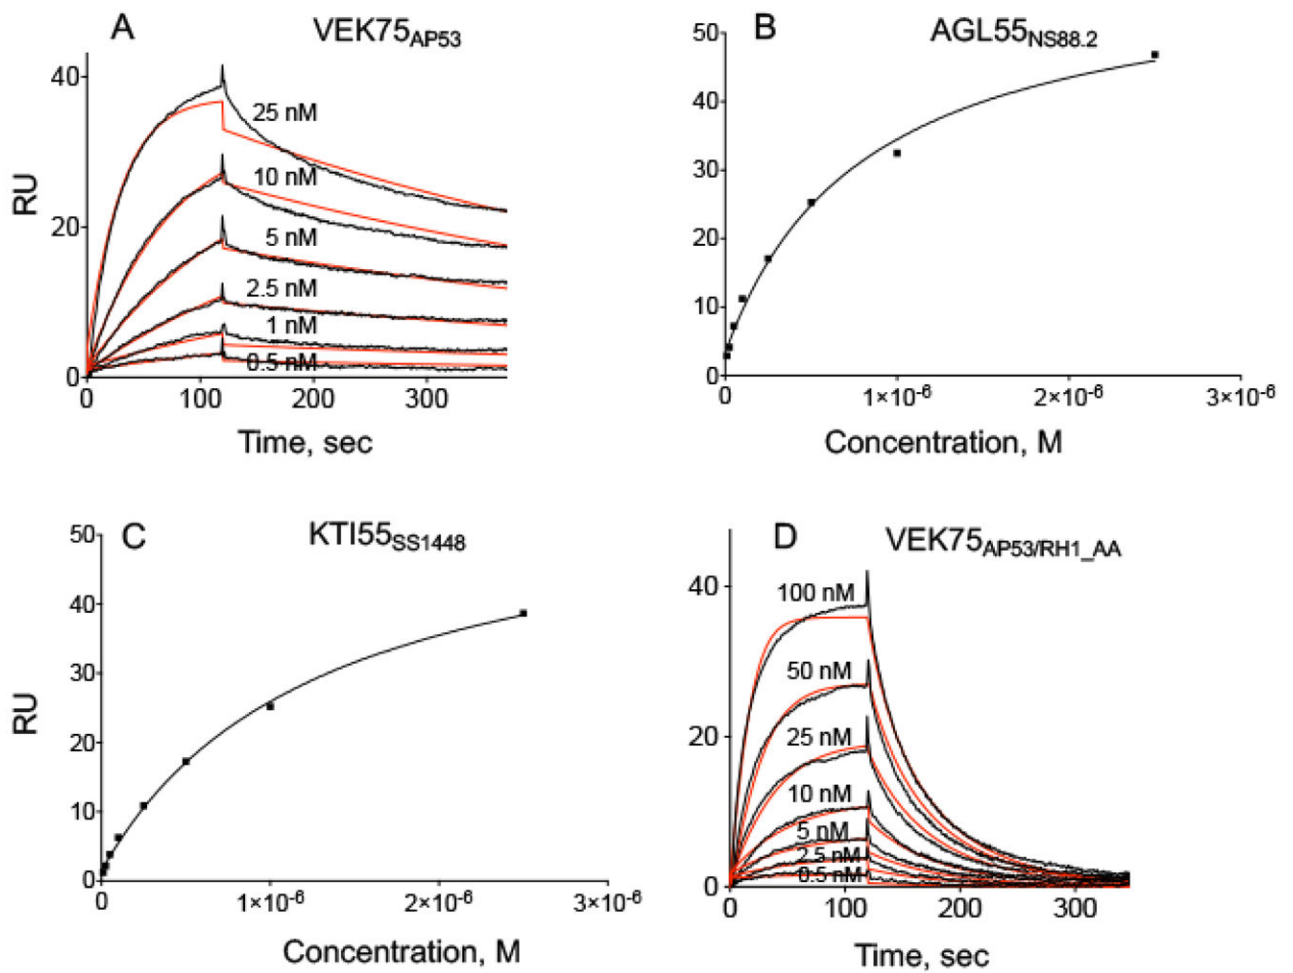 A VEK75AP53
40
20
0
RU
25 nM
10 nM
5 nM
2.5 nM
1 nM
0.5 nM
0 100 200 300
Time, sec
B AGL55NS88.2
50
40
30
20
10
0
0 1×10-6 2×10-6 3×10-6
Concentration, M
C KTI55SS1448
50
40
30
20
10
0
RU
0 1×10-6 2×10-6 3×10-6
Concentration, M
D VEK75AP53/RH1_AA
40
20
0
100 nM
50 nM
25 nM
10 nM
5 nM
2.5 nM
0.5 nM
0 100 200 300
Time, sec